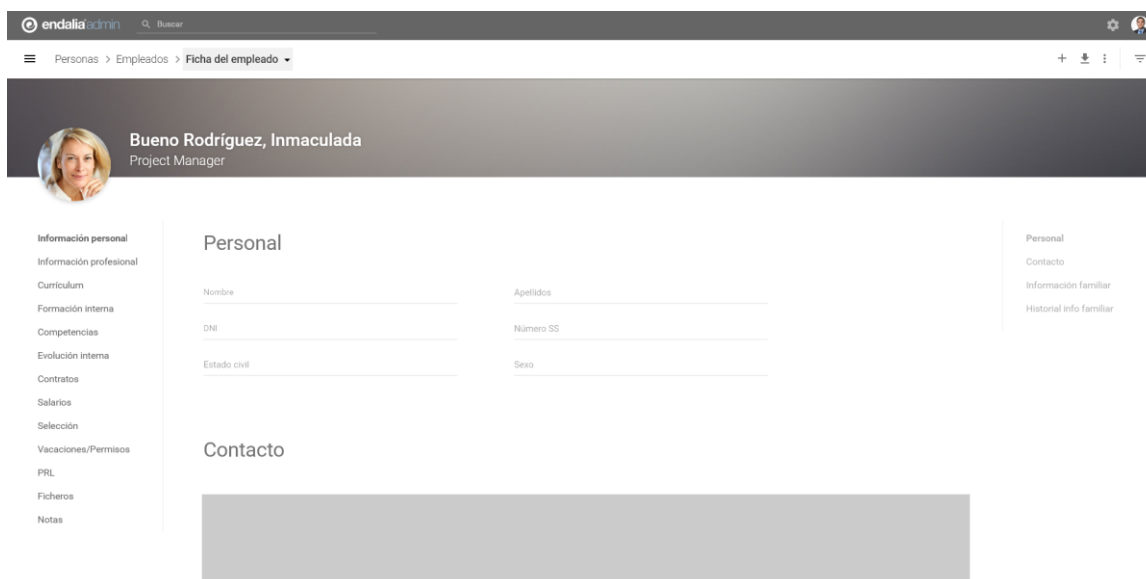 endalia admin Buscar
Personas > Empleados > Ficha del empleado
Bueno Rodríguez, Inmaculada
Project Manager
Información personal
Información profesional
Currículum
Formación interna
Competencias
Evolución interna
Contratos
Salarios
Selección
Vacaciones/Permisos
PRL
Ficheros
Notas
Personal
Nombre Apellidos
DNI Número SS
Estado civil Sexo
Contacto
Personal
Contacto
Información familiar
Historial info familiar